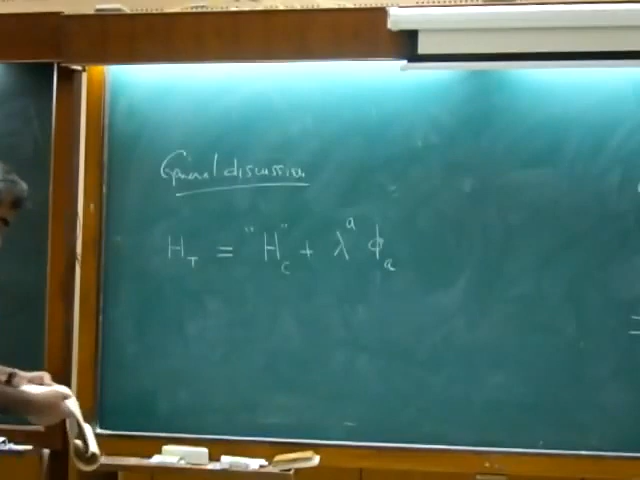 General discussion
H_T = "H_C" + λ^a ϕ_a